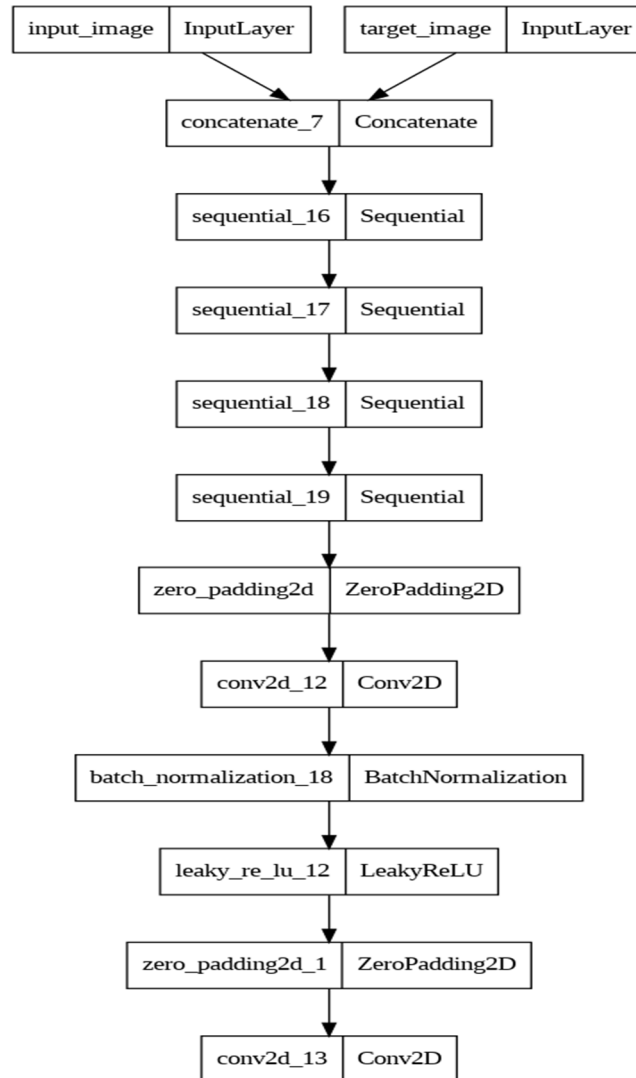 input_image InputLayer target_image InputLayer
concatenate_7 Concatenate
sequential_16 Sequential
sequential_17 Sequential
sequential_18 Sequential
sequential_19 Sequential
zero_padding2d ZeroPadding2D
conv2d_12 Conv2D
batch_normalization_18 BatchNormalization
leaky_re_lu_12 LeakyReLU
zero_padding2d_1 ZeroPadding2D
conv2d_13 Conv2D